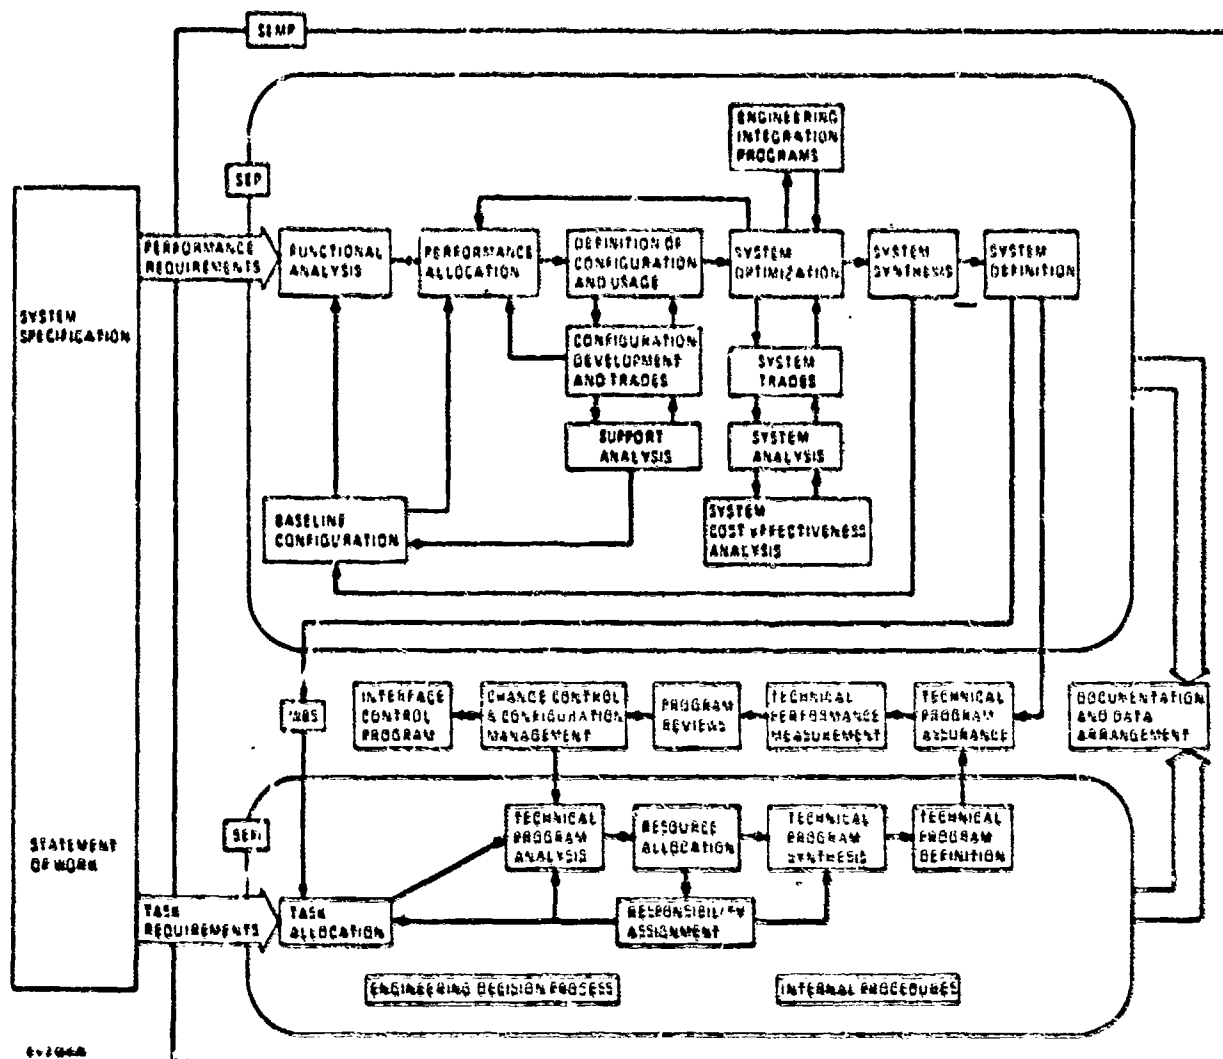 SEMP
ENGINEERING
INTEGRATION
PROGRAMS
SEP
PERFORMANCE
REQUIREMENTS
FUNCTIONAL
ANALYSIS
PERFORMANCE
ALLOCATION
DEFINITION OF
CONFIGURATION
AND USAGE
SYSTEM
OPTIMIZATION
SYSTEM
SYNTHESIS
SYSTEM
DEFINITION
SYSTEM
SPECIFICATION
CONFIGURATION
DEVELOPMENT
AND TRADES
SYSTEM
TRADES
SUPPORT
ANALYSIS
SYSTEM
ANALYSIS
BASELINE
CONFIGURATION
SYSTEM
COST EFFECTIVENESS
ANALYSIS
WBS
INTERFACE
CONTROL
PROGRAM
CHANGE CONTROL
& CONFIGURATION
MANAGEMENT
PROGRAM
REVIEWS
TECHNICAL
PERFORMANCE
MEASUREMENT
TECHNICAL
PROGRAM
ASSURANCE
DOCUMENTATION
AND DATA
ARRANGEMENT
STATEMENT
OF WORK
TECHNICAL
PROGRAM
ANALYSIS
RESOURCE
ALLOCATION
TECHNICAL
PROGRAM
SYNTHESIS
TECHNICAL
PROGRAM
DEFINITION
TASK
REQUIREMENTS
TASK
ALLOCATION
RESPONSIBILITY
ASSIGNMENT
ENGINEERING DECISION PROCESS
INTERNAL PROCEDURES